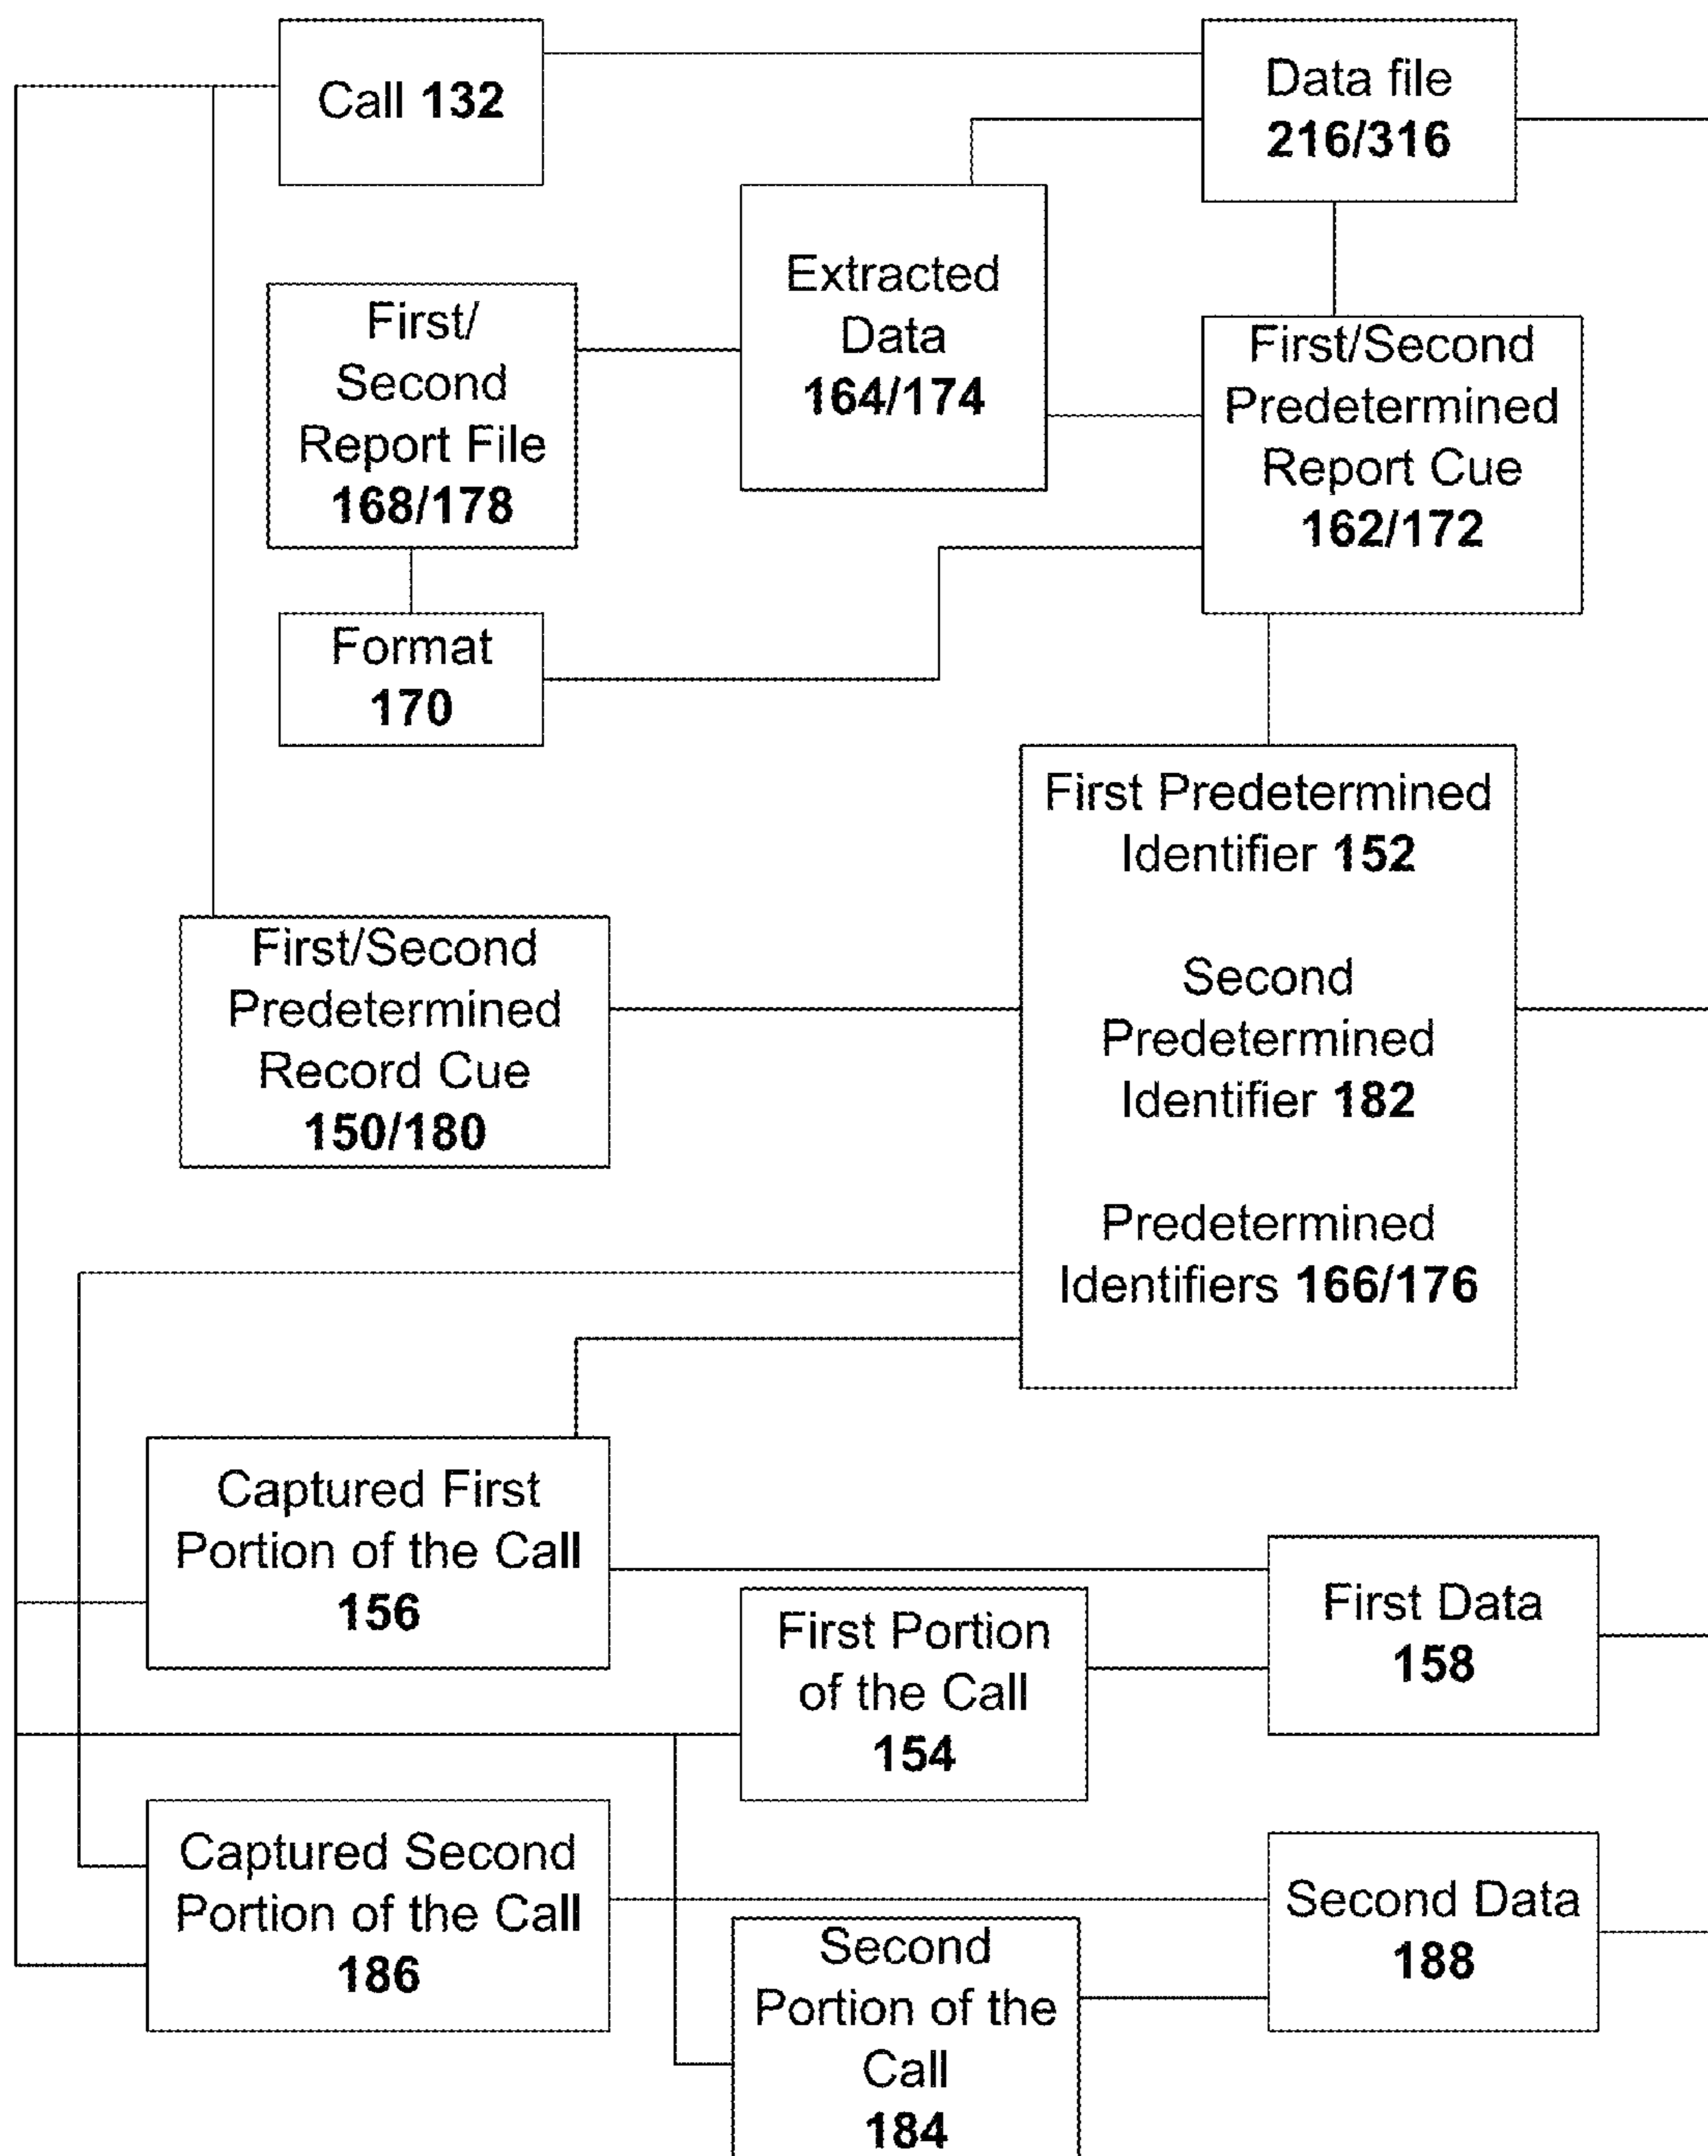 Call 132
Data file
216/316
Extracted
Data
164/174
First/
Second
Report File
168/178
First/Second
Predetermined
Report Cue
162/172
Format
170
First Predetermined
Identifier 152
Second
Predetermined
Identifier 182
Predetermined
Identifiers 166/176
First/Second
Predetermined
Record Cue
150/180
Captured First
Portion of the Call
156
First Portion
of the Call
154
First Data
158
Captured Second
Portion of the Call
186
Second
Portion of the
Call
184
Second Data
188